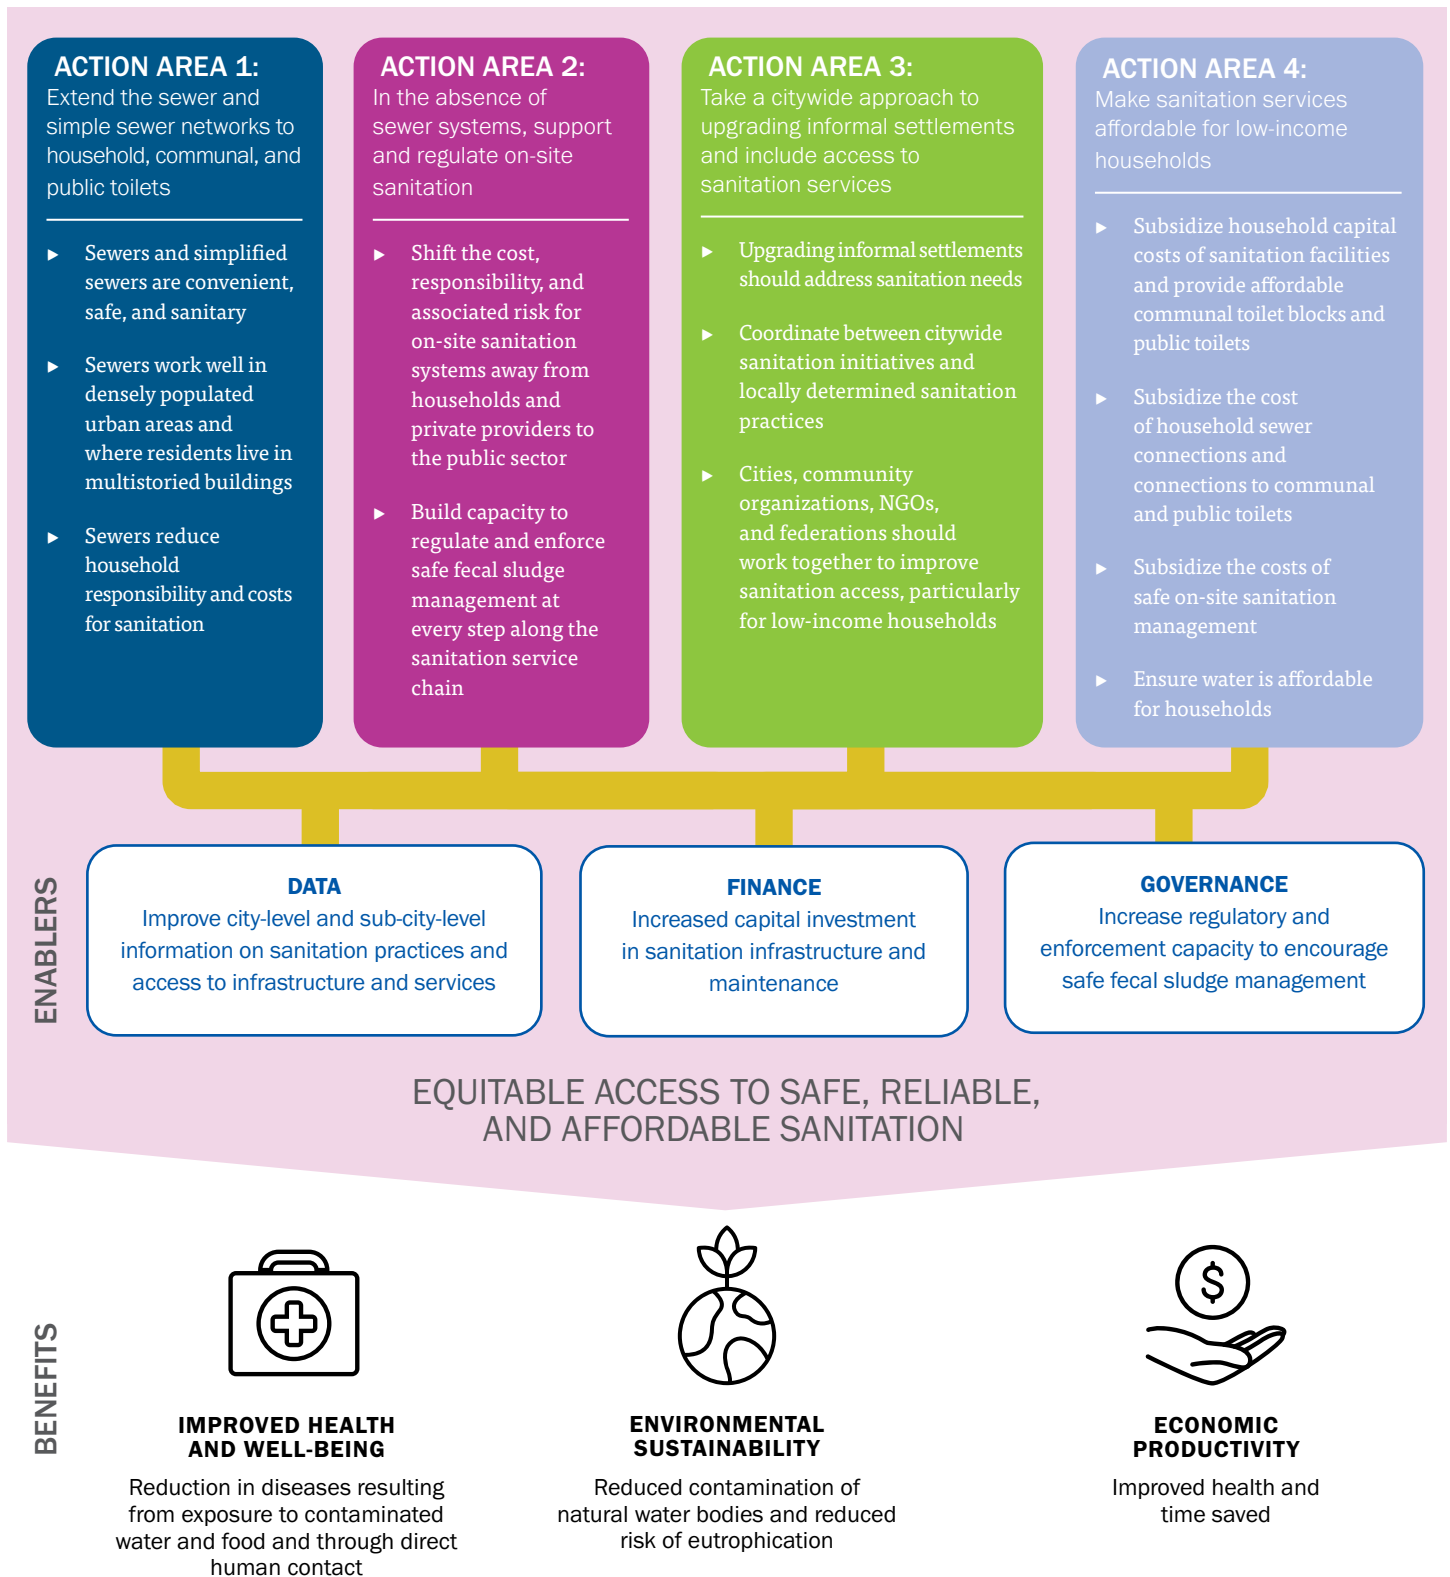 ACTION AREA 1:
Extend the sewer and
simple sewer networks to
household, communal, and
public toilets
► Sewers and simplified
sewers are convenient,
safe, and sanitary
► Sewers work well in
densely populated
urban areas and
where residents live in
multistoried buildings
► Sewers reduce
household
responsibility and costs
for sanitation
ACTION AREA 2:
In the absence of
sewer systems, support
and regulate on-site
sanitation
► Shift the cost,
responsibility, and
associated risk for
on-site sanitation
systems away from
households and
private providers to
the public sector
► Build capacity to
regulate and enforce
safe fecal sludge
management at
every step along the
sanitation service
chain
ACTION AREA 3:
Take a citywide approach to
upgrading informal settlements
and include access to
sanitation services
► Upgrading informal settlements
should address sanitation needs
► Coordinate between citywide
sanitation initiatives and
locally determined sanitation
practices
► Cities, community
organizations, NGOs,
and federations should
work together to improve
sanitation access, particularly
for low-income households
ACTION AREA 4:
Make sanitation services
affordable for low-income
households
► Subsidize household capital
costs of sanitation facilities
and provide affordable
communal toilet blocks and
public toilets
► Subsidize the cost
of household sewer
connections and
connections to communal
and public toilets
► Subsidize the costs of
safe on-site sanitation
management
► Ensure water is affordable
for households
ENABLERS
DATA
Improve city-level and sub-city-level
information on sanitation practices and
access to infrastructure and services
FINANCE
Increased capital investment
in sanitation infrastructure and
maintenance
GOVERNANCE
Increase regulatory and
enforcement capacity to encourage
safe fecal sludge management
EQUITABLE ACCESS TO SAFE, RELIABLE,
AND AFFORDABLE SANITATION
BENEFITS
$
IMPROVED HEALTH
AND WELL-BEING
Reduction in diseases resulting
from exposure to contaminated
water and food and through direct
human contact
ENVIRONMENTAL
SUSTAINABILITY
Reduced contamination of
natural water bodies and reduced
risk of eutrophication
ECONOMIC
PRODUCTIVITY
Improved health and
time saved